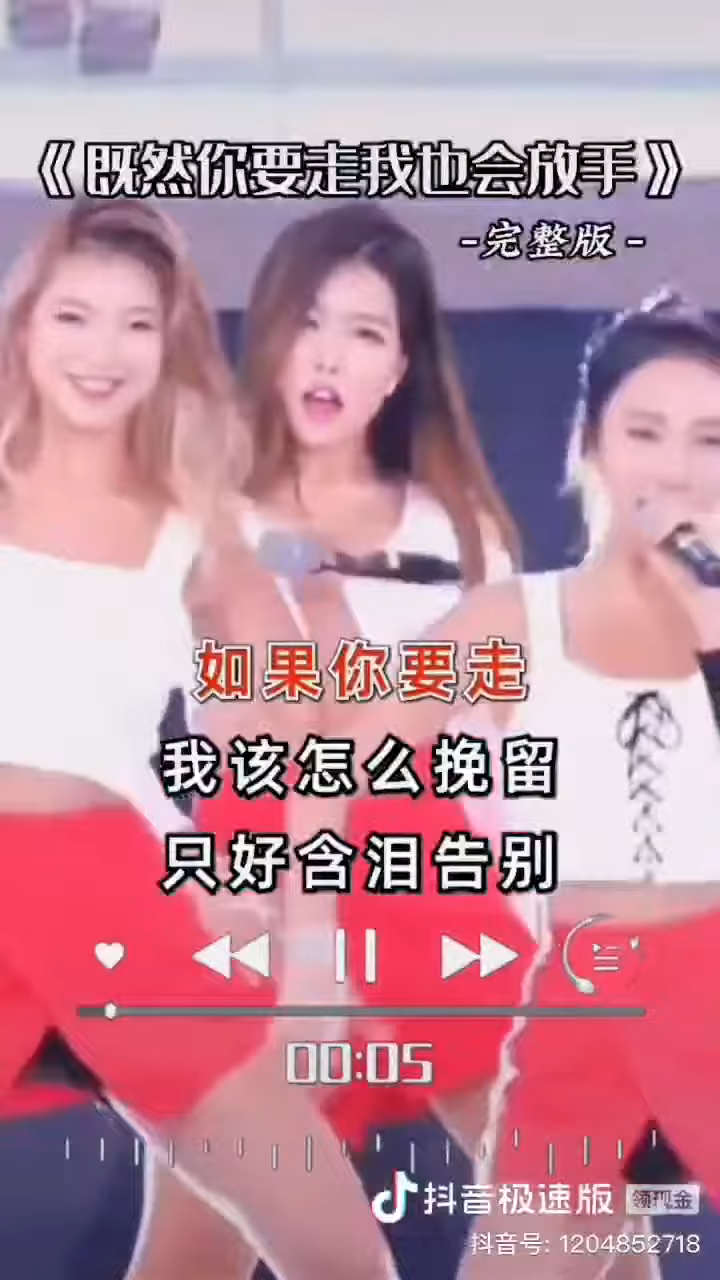 《既然你要走我也会放手》
-完整版-
如果你要走
我该怎么挽留
只好含泪告别
00:05
抖音极速版 领现金
抖音号: 1204852718